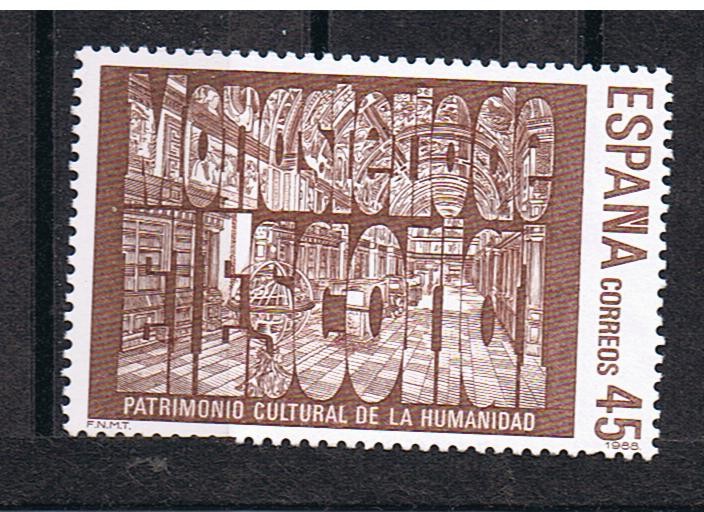 Monasterio de
El Escorial
PATRIMONIO CULTURAL DE LA HUMANIDAD
F.N.M.T.
ESPAÑA CORREOS 45
1988